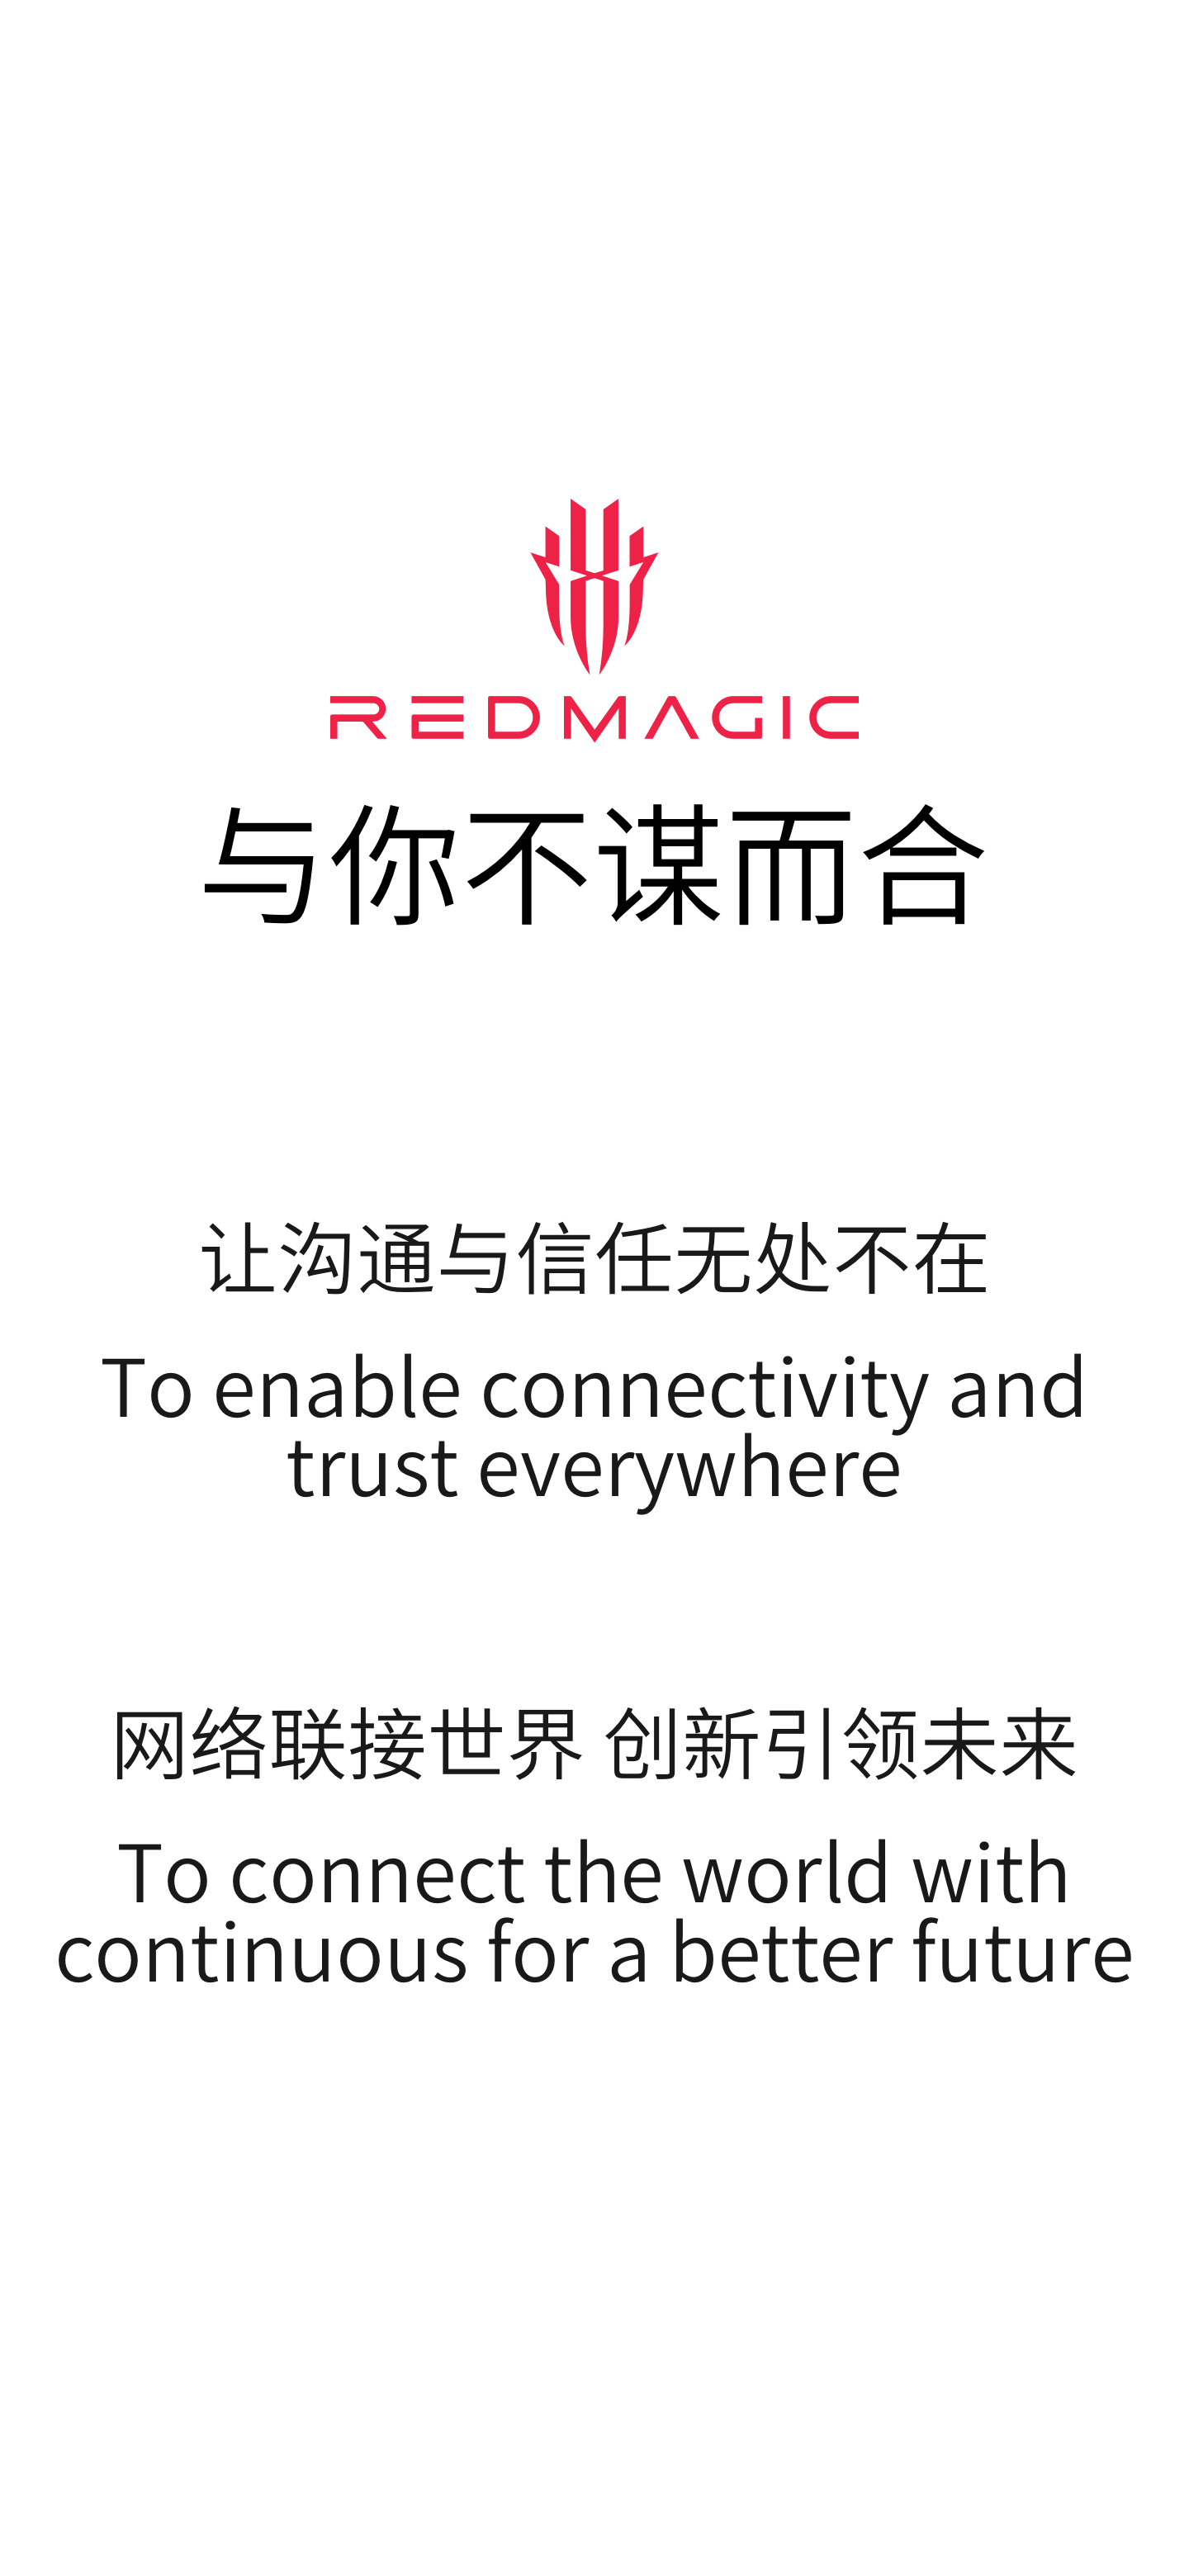 REDMAGIC
与你不谋而合
让沟通与信任无处不在
To enable connectivity and
trust everywhere
网络联接世界 创新引领未来
To connect the world with
continuous for a better future